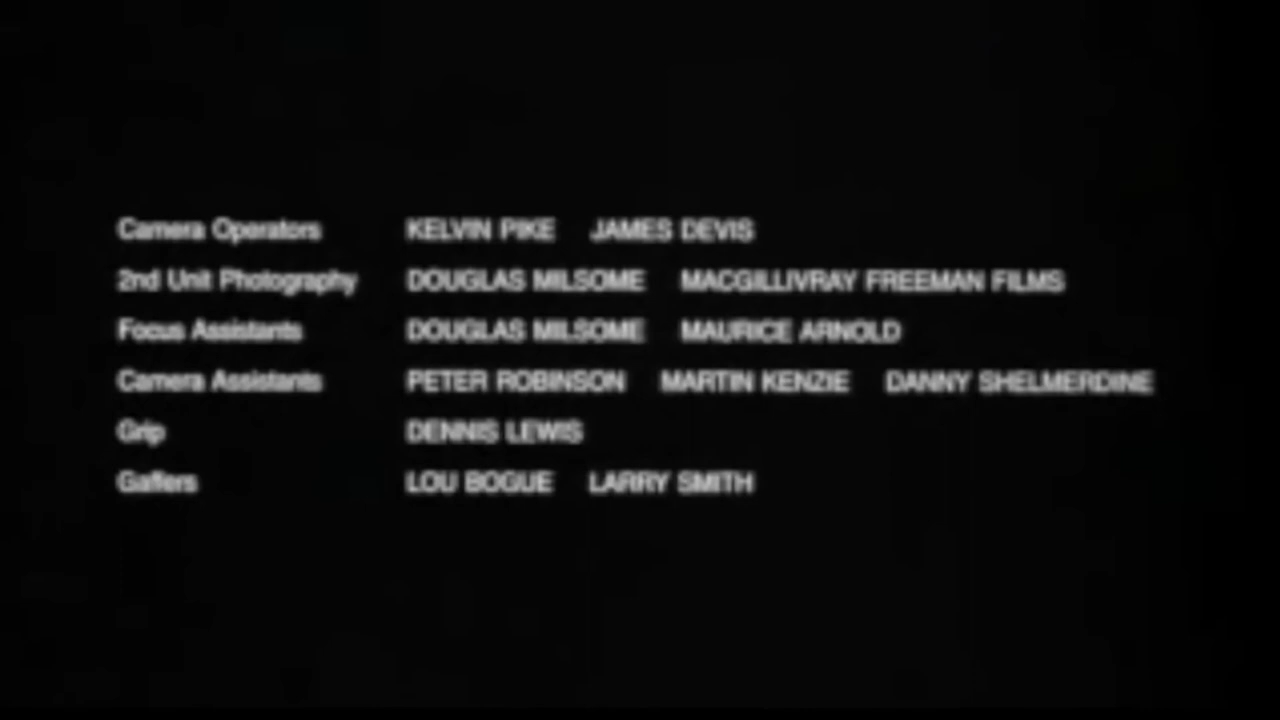 Camera Operators KELVIN PIKE JAMES DEVIS
2nd Unit Photography DOUGLAS MILSOME MACGILLIVRAY FREEMAN FILMS
Focus Assistants DOUGLAS MILSOME MAURICE ARNOLD
Camera Assistants PETER ROBINSON MARTIN KENZIE DANNY SHELMERDINE
Grip DENNIS LEWIS
Gaffers LOU BOGUE LARRY SMITH